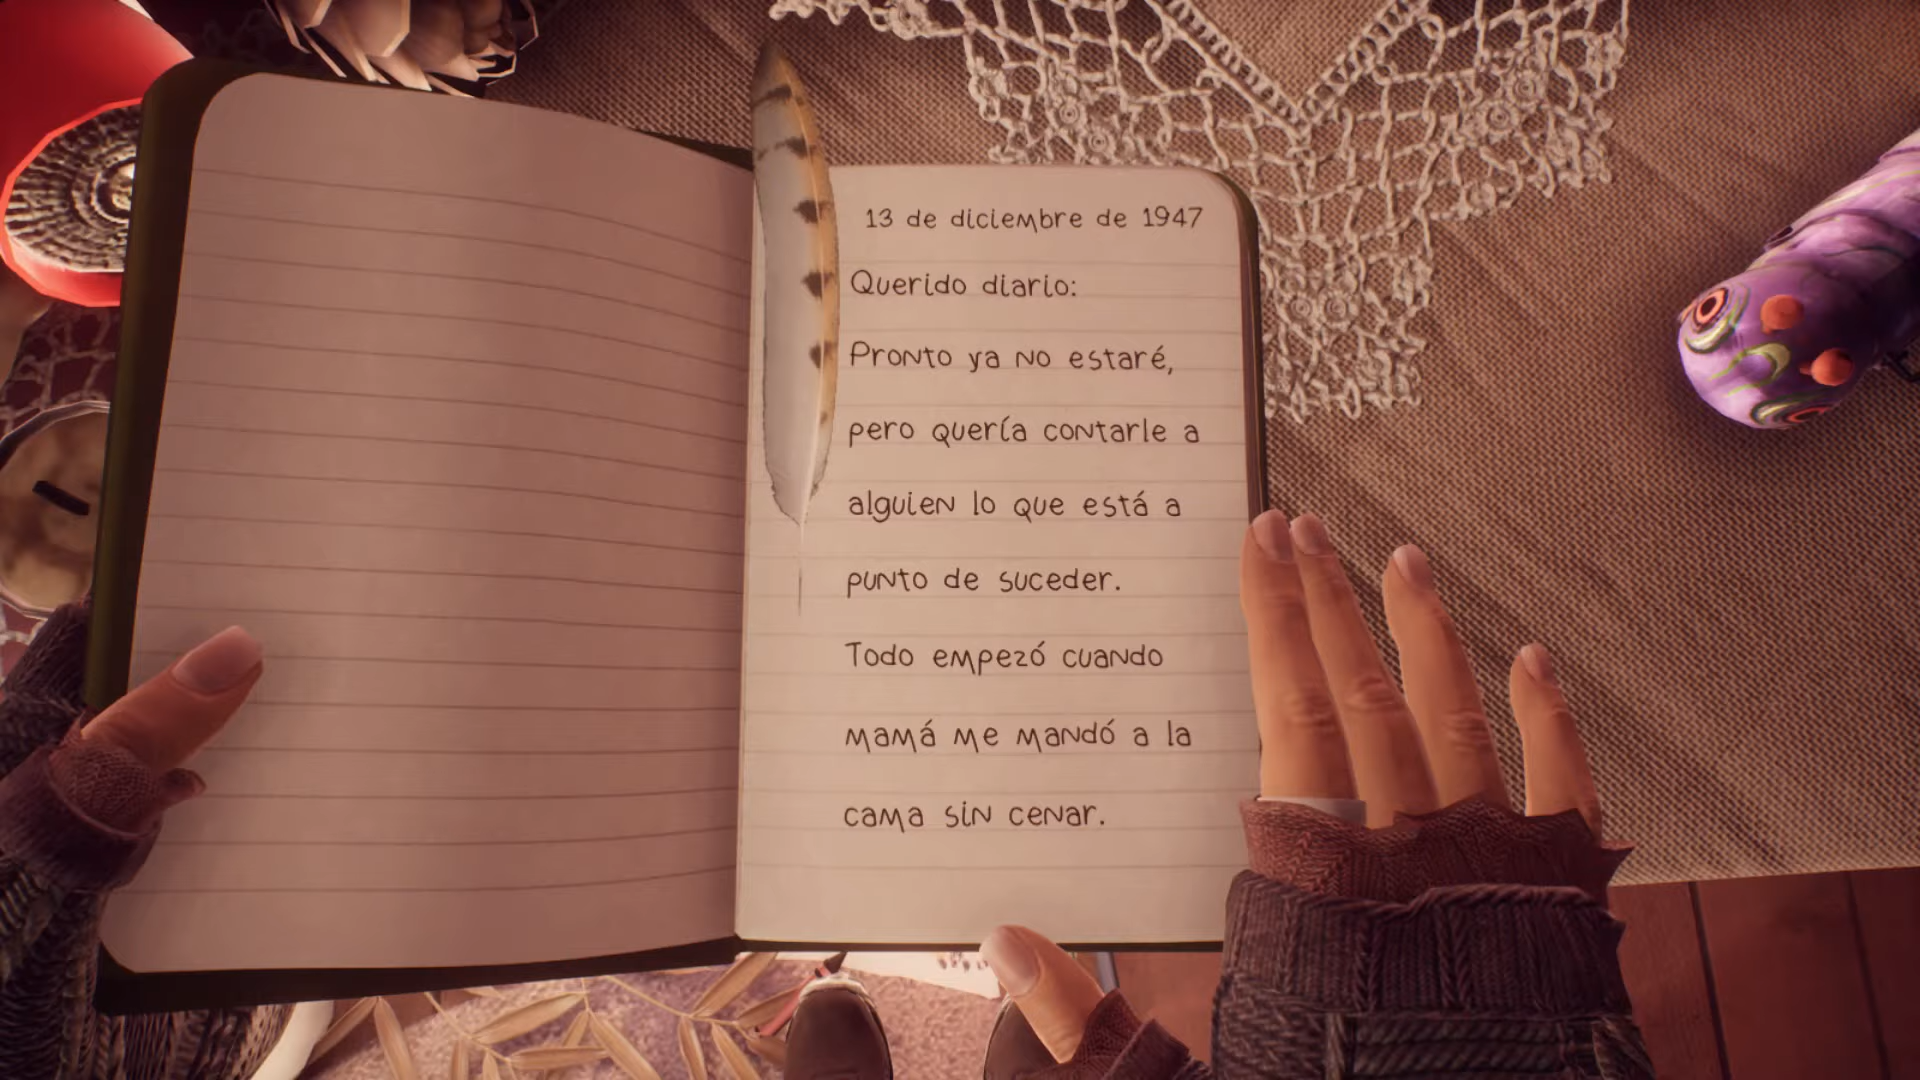 13 de diciembre de 1947
Querido diario:
Pronto ya no estaré,
pero quería contarle a
alguien lo que está a
punto de suceder.
Todo empezó cuando
mamá me mandó a la
cama sin cenar.